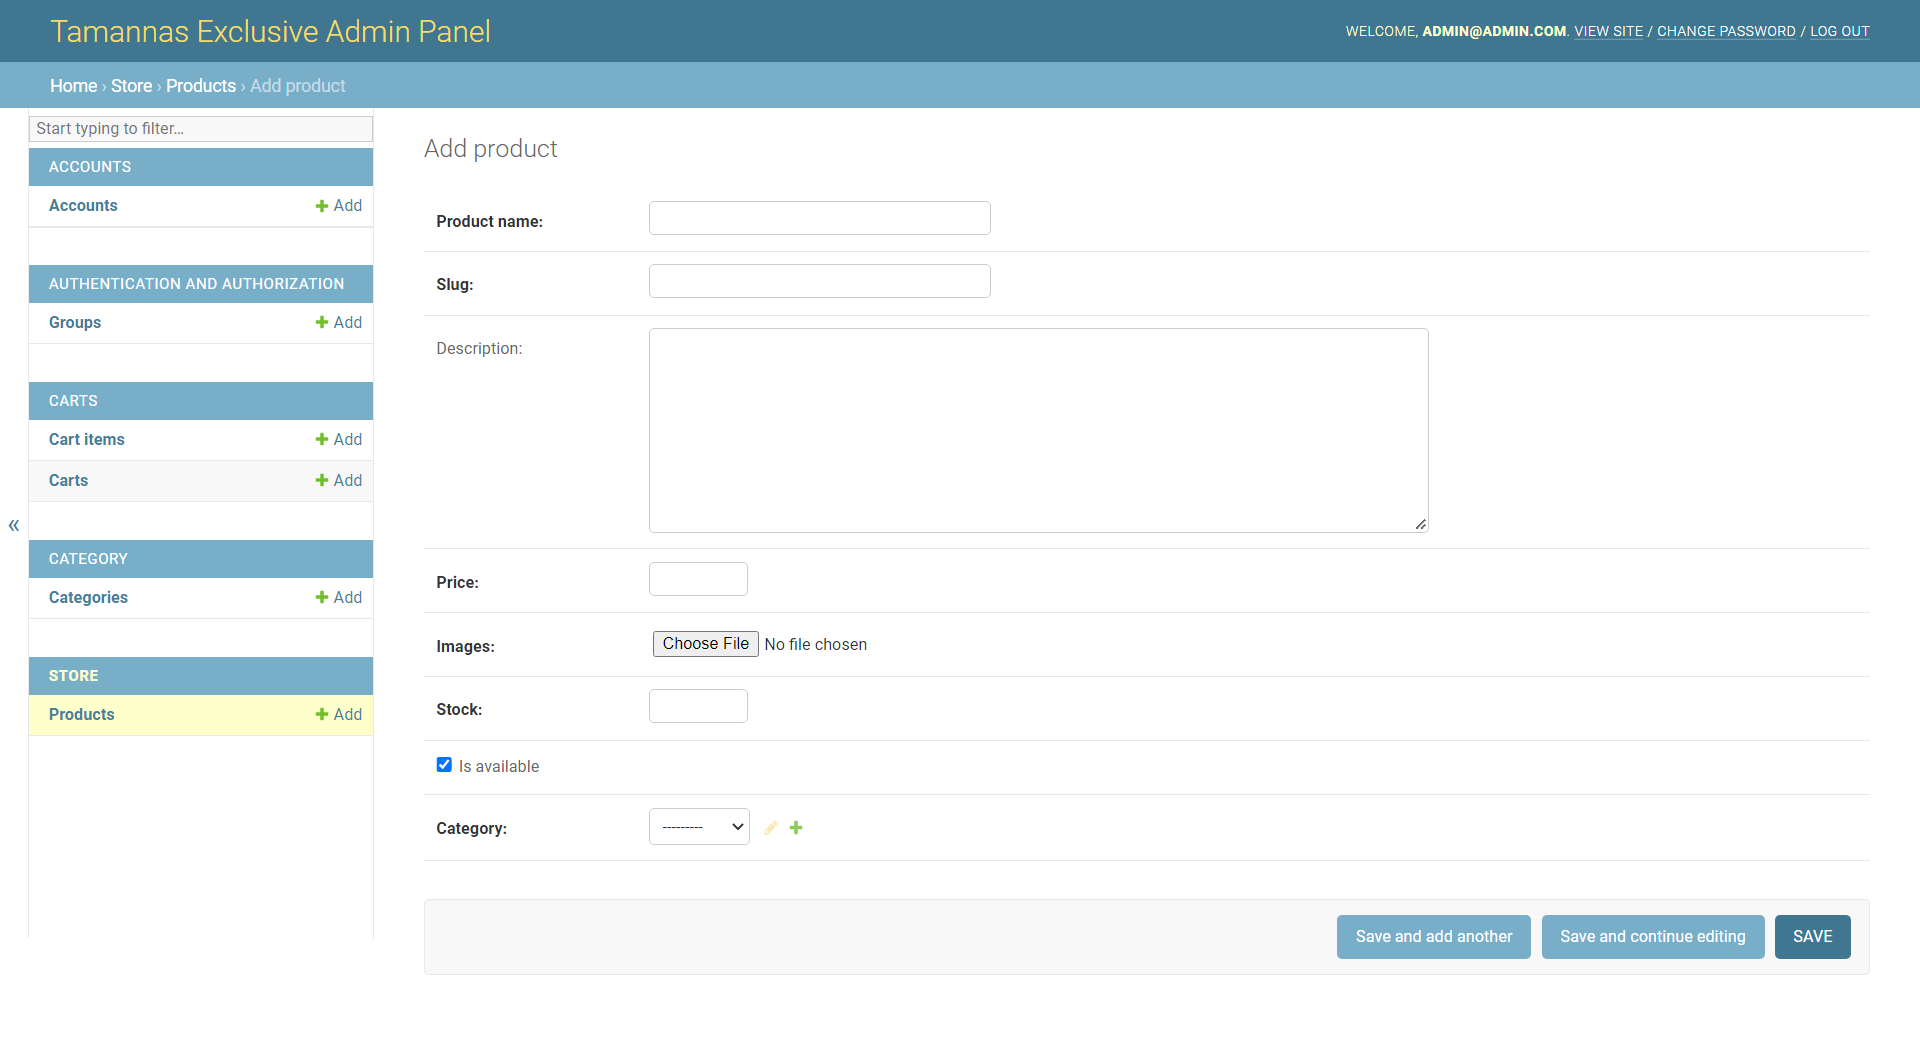 Tamannas Exclusive Admin Panel
WELCOME, ADMIN@ADMIN.COM. VIEW SITE / CHANGE PASSWORD / LOG OUT
Home › Store › Products › Add product
«
Start typing to filter...
ACCOUNTS
Accounts Add
AUTHENTICATION AND AUTHORIZATION
Groups Add
CARTS
Cart items Add
Carts Add
CATEGORY
Categories Add
STORE
Products Add
Add product
Product name:
Slug:
Description:
Price:
Images: Choose File No file chosen
Stock:
Is available
Category: ---------
Save and add another Save and continue editing SAVE